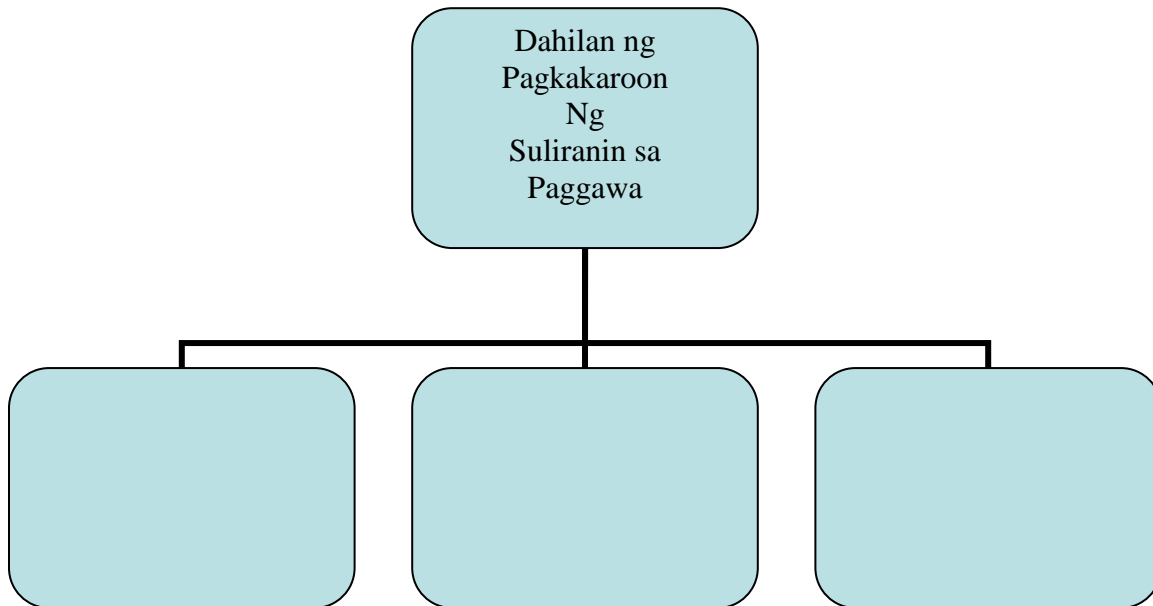 Dahilan ng
Pagkakaroon
Ng
Suliranin sa
Paggawa